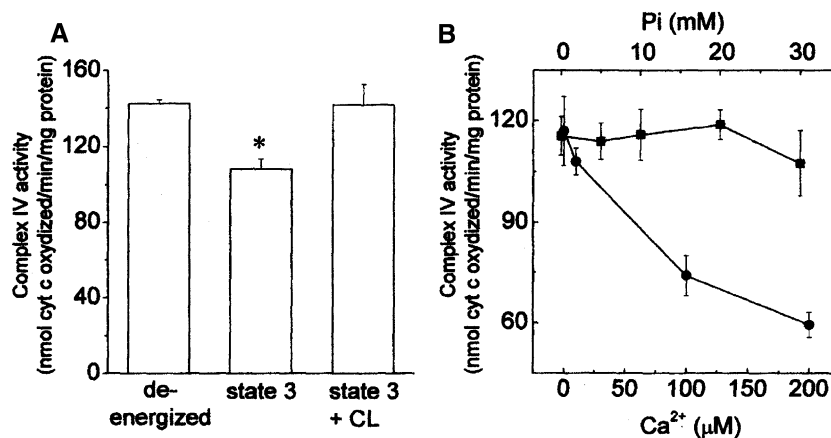 A
Complex IV activity
(nmol cyt c oxydized/min/mg protein)
160
120
80
40
0
*
de-
energized
state 3
state 3
+ CL
B
Pi (mM)
0 10 20 30
Complex IV activity
(nmol cyt c oxydized/min/mg protein)
120
90
60
0 50 100 150 200
Ca²⁺ (μM)